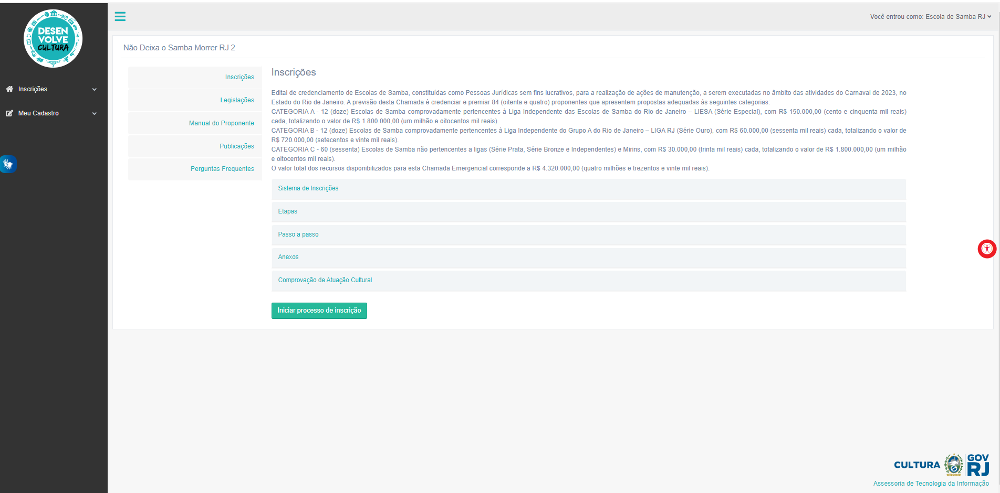 DESEN
VOLVE
CULTURA
Você entrou como: Escola de Samba RJ
Inscrições
Meu Cadastro
Não Deixa o Samba Morrer RJ 2
Inscrições
Legislações
Manual do Proponente
Publicações
Perguntas Frequentes
Inscrições
Edital de credenciamento de Escolas de Samba, constituídas como Pessoas Jurídicas sem fins lucrativos, para a realização de ações de manutenção, a serem executadas no âmbito das atividades do Carnaval de 2023, no
Estado do Rio de Janeiro. A previsão desta Chamada é credenciar e premiar 84 (oitenta e quatro) proponentes que apresentem propostas adequadas às seguintes categorias:
CATEGORIA A - 12 (doze) Escolas de Samba comprovadamente pertencentes à Liga Independente das Escolas de Samba do Rio de Janeiro – LIESA (Série Especial), com R$ 150.000,00 (cento e cinquenta mil reais)
cada, totalizando o valor de R$ 1.800.000,00 (um milhão e oitocentos mil reais).
CATEGORIA B - 12 (doze) Escolas de Samba comprovadamente pertencentes à Liga Independente do Grupo A do Rio de Janeiro – LIGA RJ (Série Ouro), com R$ 60.000,00 (sessenta mil reais) cada, totalizando o valor de
R$ 720.000,00 (setecentos e vinte mil reais).
CATEGORIA C - 60 (sessenta) Escolas de Samba não pertencentes a ligas (Série Prata, Série Bronze e Independentes) e Mirins, com R$ 30.000,00 (trinta mil reais) cada, totalizando o valor de R$ 1.800.000,00 (um milhão
e oitocentos mil reais).
O valor total dos recursos disponibilizados para esta Chamada Emergencial corresponde a R$ 4.320.000,00 (quatro milhões e trezentos e vinte mil reais).
Sistema de Inscrições
Etapas
Passo a passo
Anexos
Comprovação de Atuação Cultural
Iniciar processo de inscrição
CULTURA
GOV
RJ
Assessoria de Tecnologia da Informação